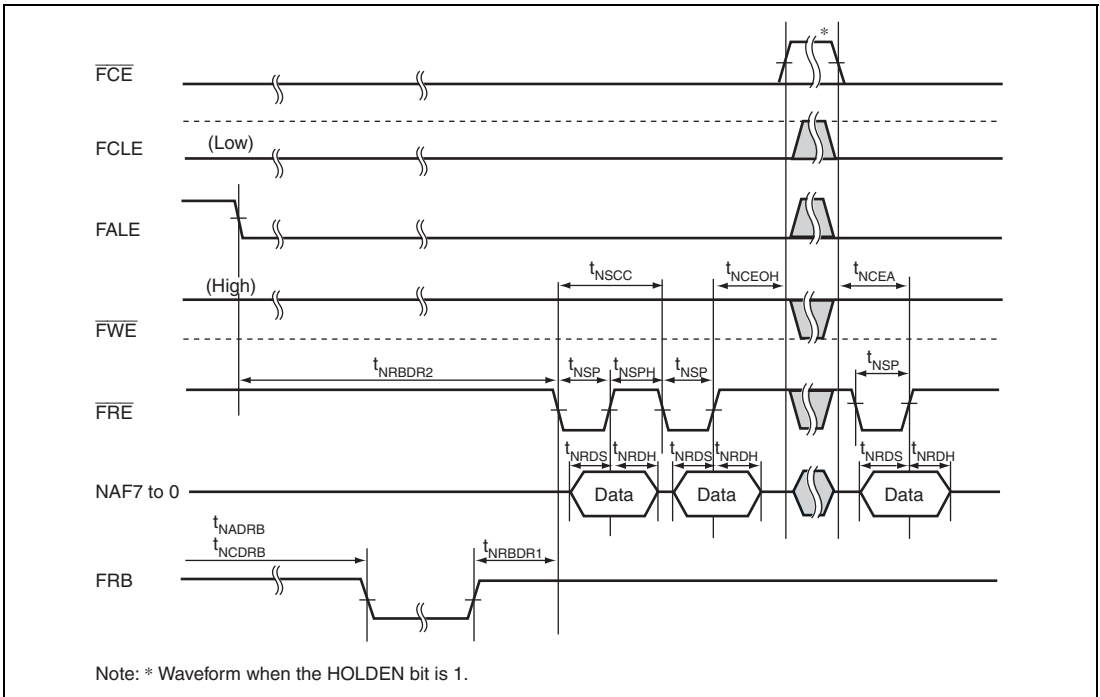 *
FCE
FCLE (Low)
FALE
tNSCC tNCEOH tNCEA
(High)
FWE
tNRBDR2 tNSP tNSPH tNSP tNSP
FRE
tNRDS tNRDH tNRDS tNRDH tNRDS tNRDH
NAF7 to 0 Data Data Data
tNADRB
tNCDRB tNRBDR1
FRB
Note: * Waveform when the HOLDEN bit is 1.